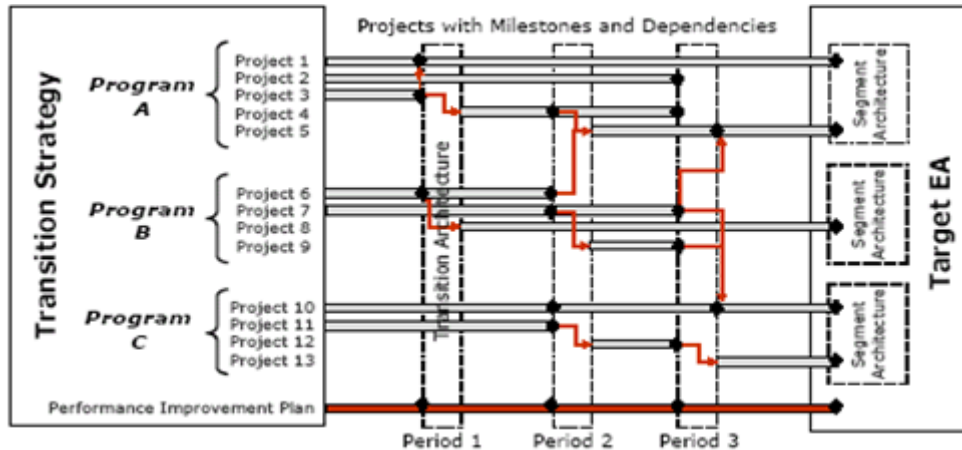 Projects with Milestones and Dependencies
Transition Strategy
Program
A
Project 1
Project 2
Project 3
Project 4
Project 5
Program
B
Project 6
Project 7
Project 8
Project 9
Program
C
Project 10
Project 11
Project 12
Project 13
Performance Improvement Plan
Transition Architecture
Period 1
Period 2
Period 3
Segment
Architecture
Segment
Architecture
Segment
Architecture
Target EA